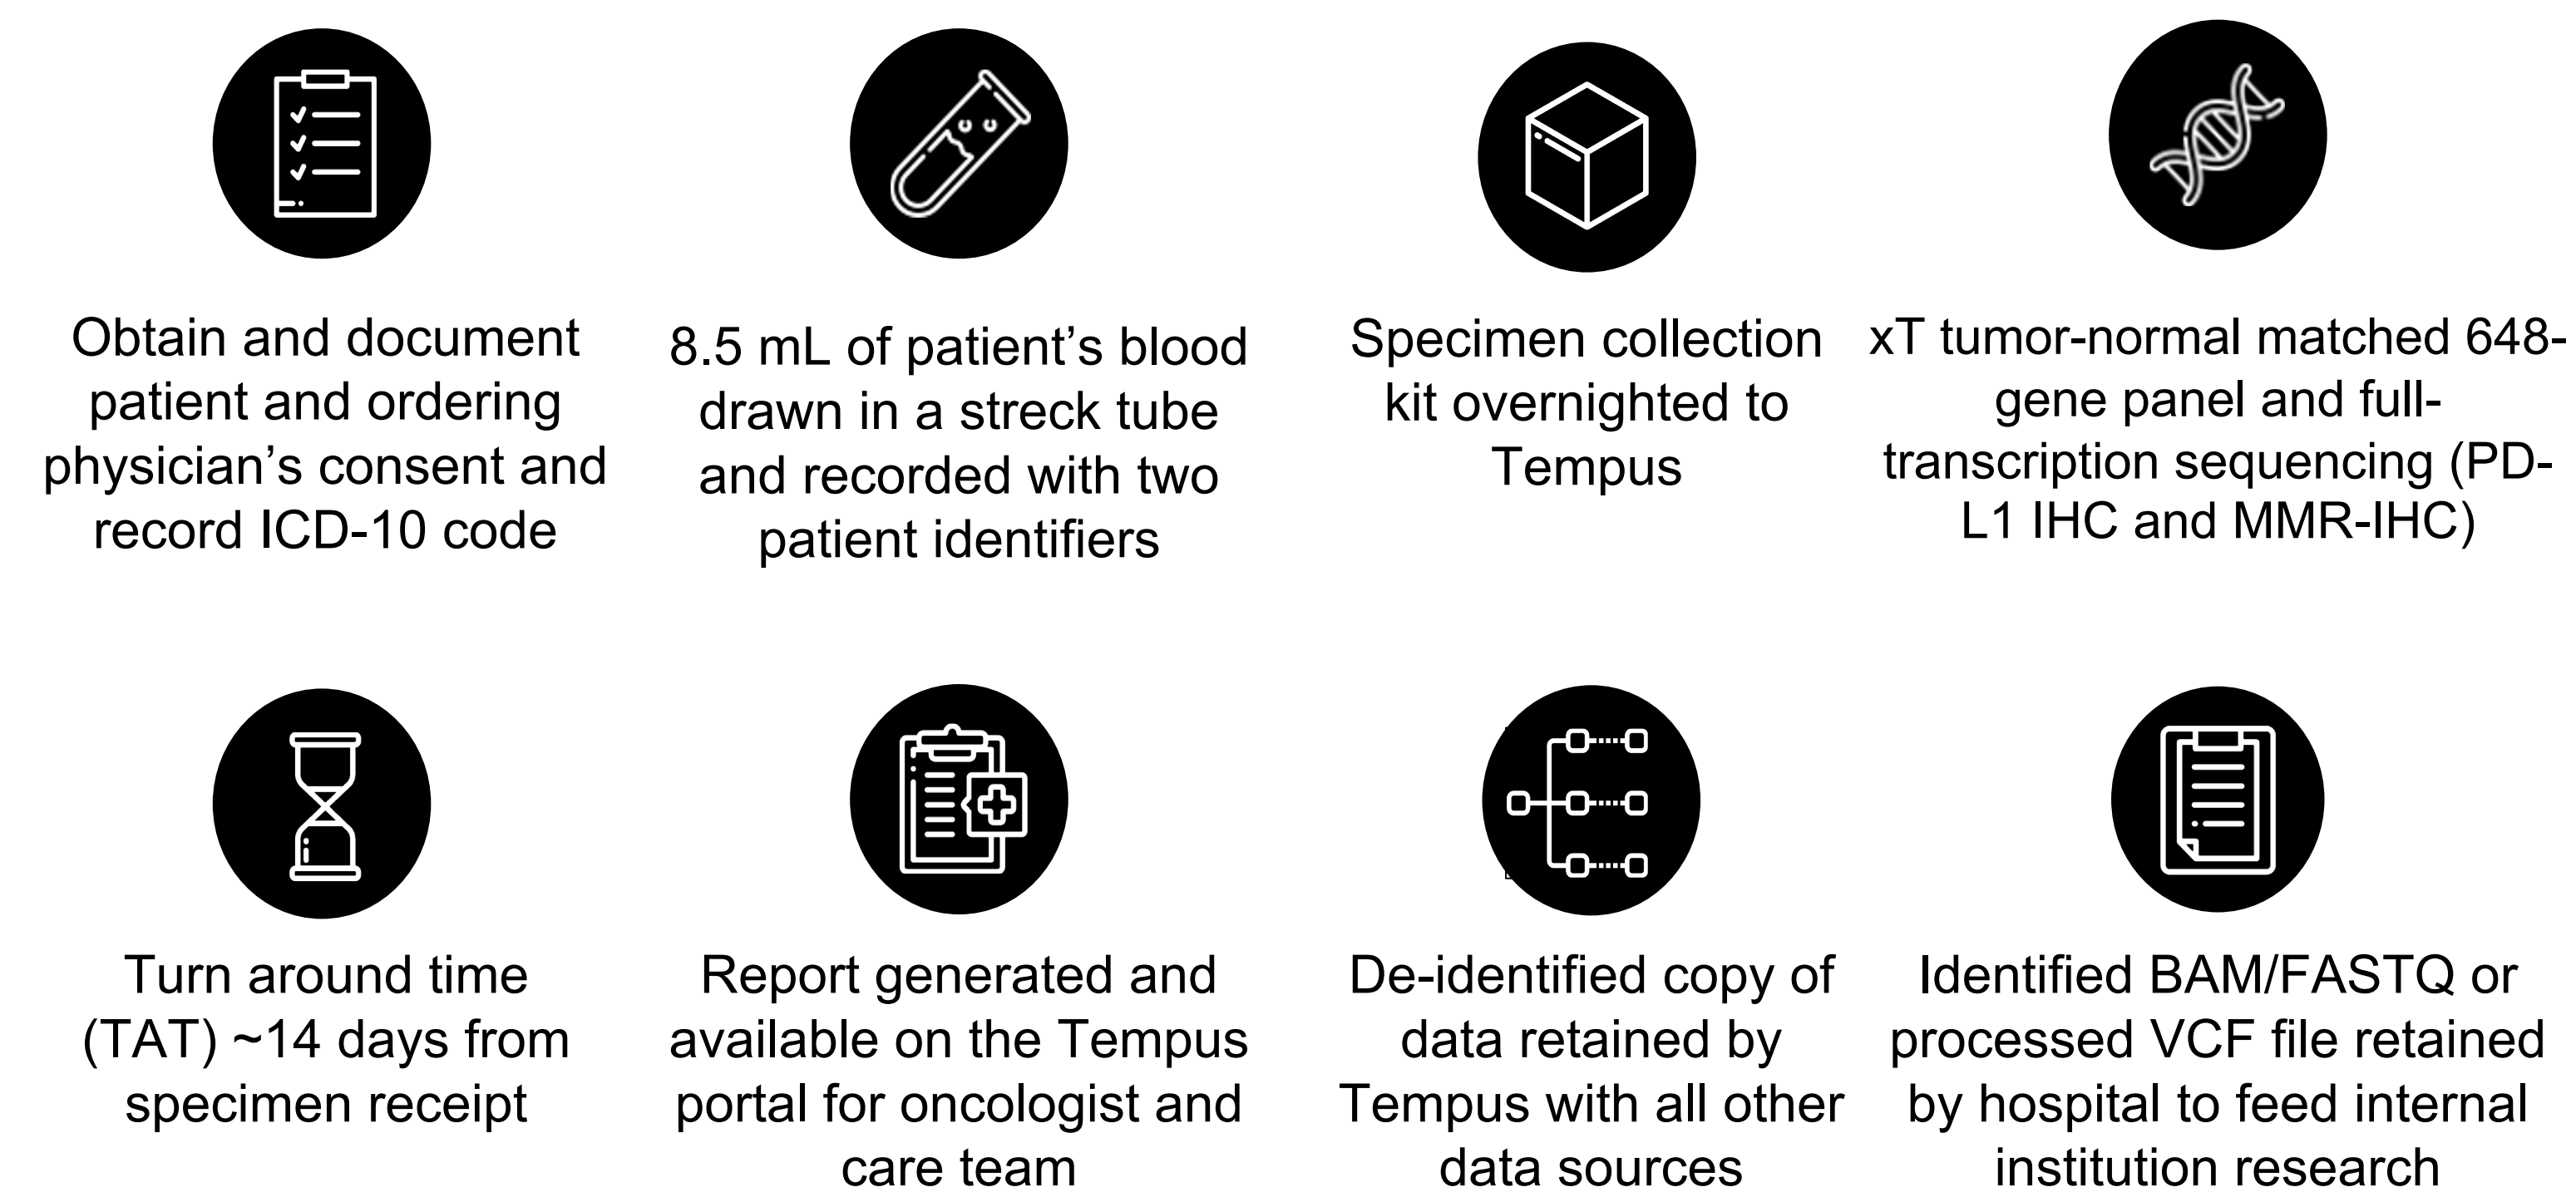 Obtain and document
patient and ordering
physician’s consent and
record ICD-10 code
8.5 mL of patient’s blood
drawn in a streck tube
and recorded with two
patient identifiers
Specimen collection
kit overnighted to
Tempus
xT tumor-normal matched 648-
gene panel and full-
transcription sequencing (PD-
L1 IHC and MMR-IHC)
Turn around time
(TAT) ~14 days from
specimen receipt
Report generated and
available on the Tempus
portal for oncologist and
care team
De-identified copy of
data retained by
Tempus with all other
data sources
Identified BAM/FASTQ or
processed VCF file retained
by hospital to feed internal
institution research